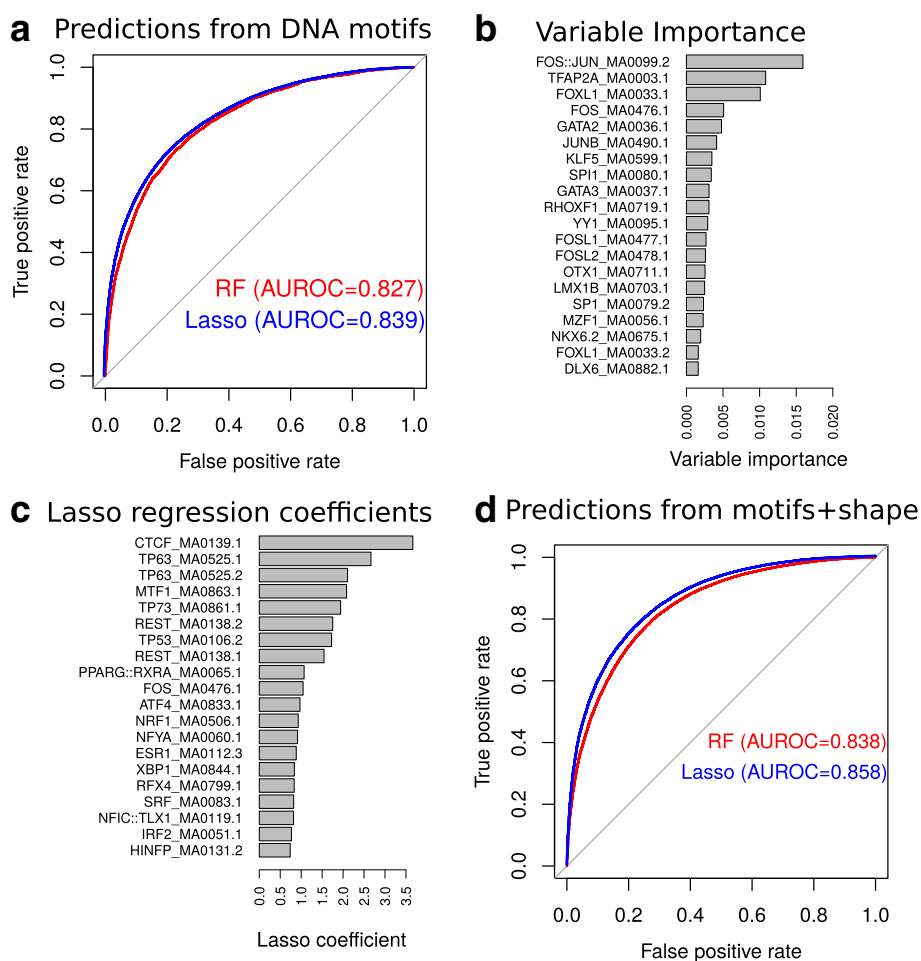 a Predictions from DNA motifs
1.0
0.8
0.6
0.4
0.2
0.0
True positive rate
RF (AUROC=0.827)
Lasso (AUROC=0.839)
0.0 0.2 0.4 0.6 0.8 1.0
False positive rate
b Variable Importance
FOS::JUN_MA0099.2
TFAP2A_MA0003.1
FOXL1_MA0033.1
FOS_MA0476.1
GATA2_MA0036.1
JUNB_MA0490.1
KLF5_MA0599.1
SPI1_MA0080.1
GATA3_MA0037.1
RHOXF1_MA0719.1
YY1_MA0095.1
FOSL1_MA0477.1
FOSL2_MA0478.1
OTX1_MA0711.1
LMX1B_MA0703.1
SP1_MA0079.2
MZF1_MA0056.1
NKX6.2_MA0675.1
FOXL1_MA0033.2
DLX6_MA0882.1
0.000 0.005 0.010 0.015 0.020
Variable importance
c Lasso regression coefficients
CTCF_MA0139.1
TP63_MA0525.1
TP63_MA0525.2
MTF1_MA0863.1
TP73_MA0861.1
REST_MA0138.2
TP53_MA0106.2
REST_MA0138.1
PPARG::RXRA_MA0065.1
FOS_MA0476.1
ATF4_MA0833.1
NRF1_MA0506.1
NFYA_MA0060.1
ESR1_MA0112.3
XBP1_MA0844.1
RFX4_MA0799.1
SRF_MA0083.1
NFIC::TLX1_MA0119.1
IRF2_MA0051.1
HINFP_MA0131.2
0.0 0.5 1.0 1.5 2.0 2.5 3.0 3.5
Lasso coefficient
d Predictions from motifs+shape
1.0
0.8
0.6
0.4
0.2
0.0
True positive rate
RF (AUROC=0.838)
Lasso (AUROC=0.858)
0.0 0.2 0.4 0.6 0.8 1.0
False positive rate